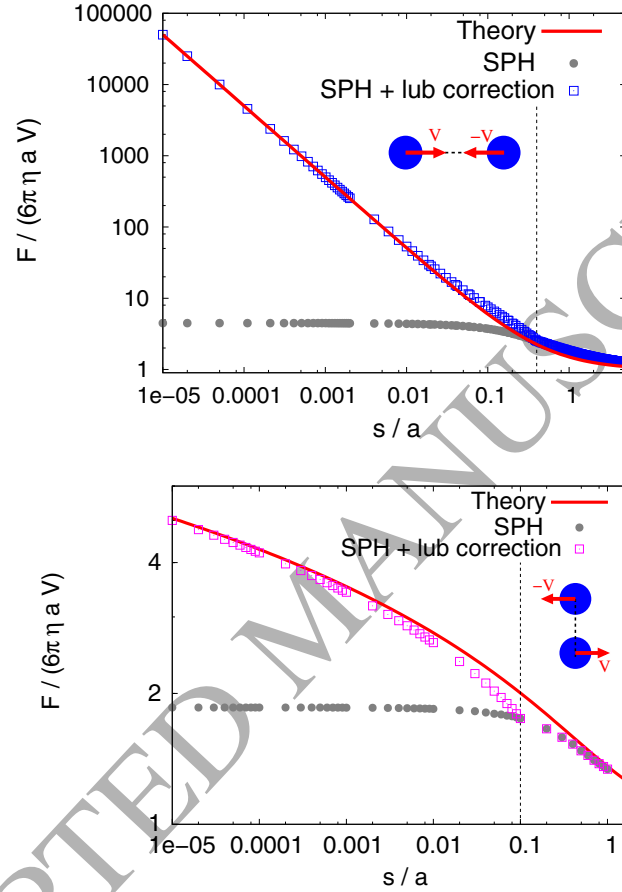 100000
Theory
SPH
SPH + lub correction
10000
V
−V
1000
100
10
1
1e-05
0.0001
0.001
0.01
0.1
1
F / (6π η a V)
s / a
Theory
SPH
SPH + lub correction
4
−V
V
2
1
1e-05
0.0001
0.001
0.01
0.1
1
F / (6π η a V)
s / a
RTED MANUSC